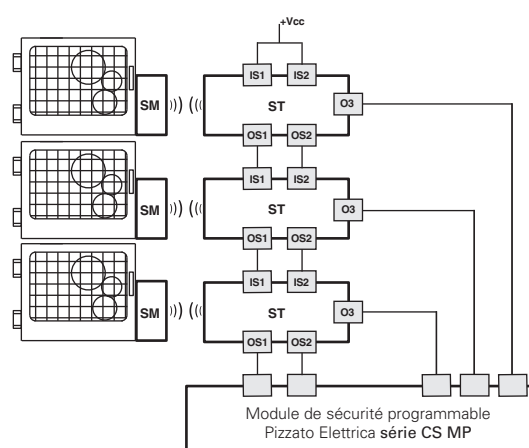 +Vcc
IS1 IS2
SM ST O3
OS1 OS2
IS1 IS2
SM ST O3
OS1 OS2
IS1 IS2
SM ST O3
OS1 OS2
Module de sécurité programmable
Pizzato Elettrica série CS MP